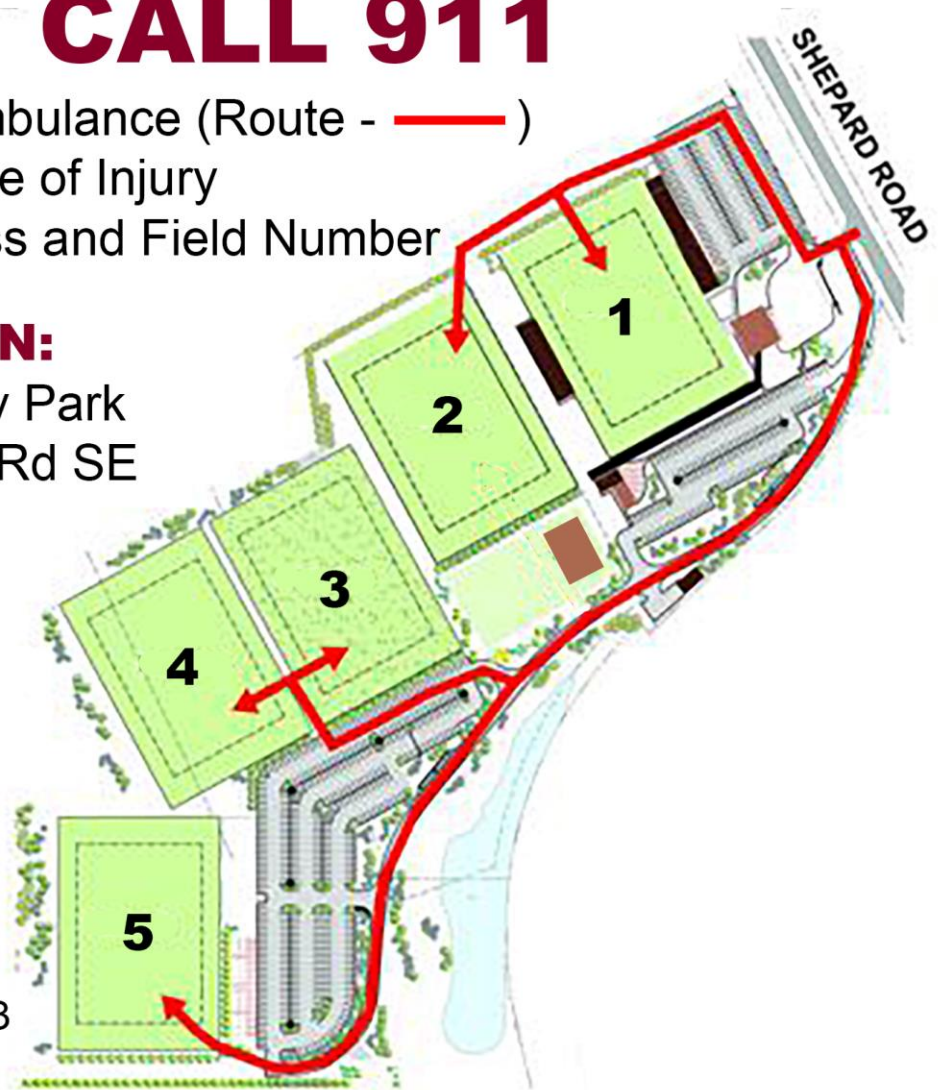 CALL 911
mbulance (Route - )
e of Injury
ss and Field Number
N:
y Park
Rd SE
SHEPARD ROAD
1
2
3
4
5
3